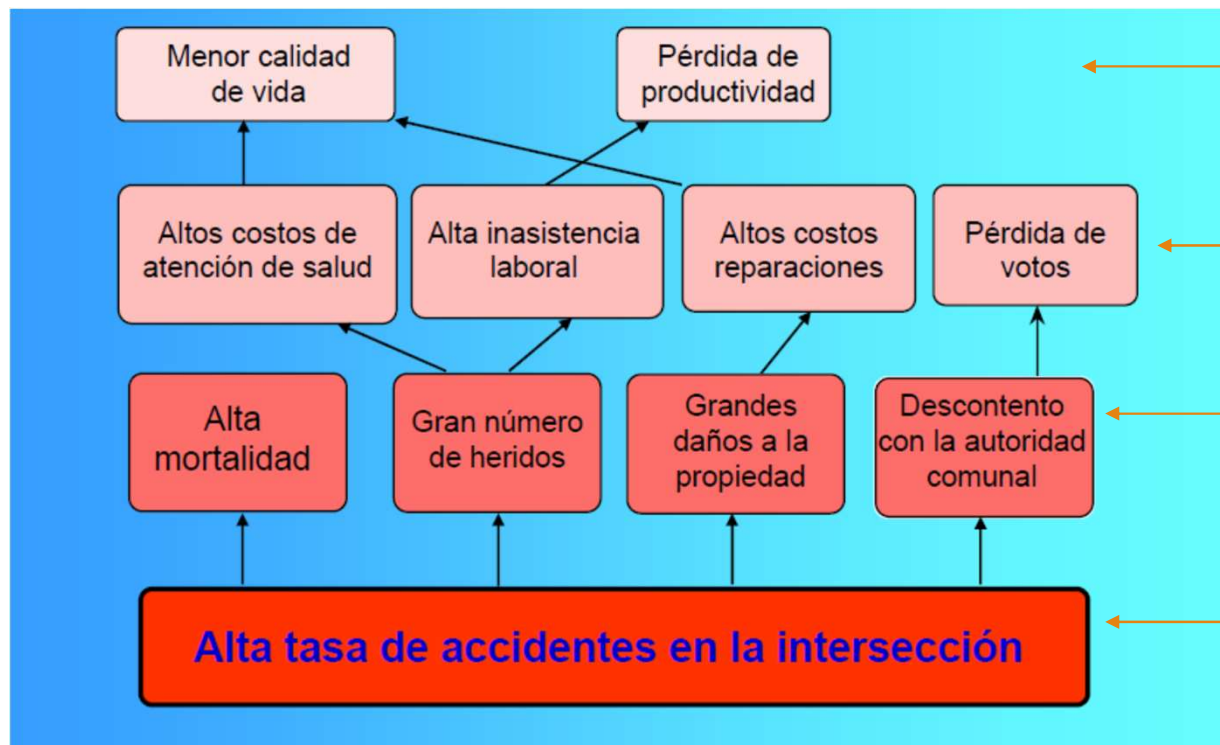 Menor calidad
de vida
Pérdida de
productividad
Altos costos de
atención de salud
Alta inasistencia
laboral
Altos costos
reparaciones
Pérdida de
votos
Alta
mortalidad
Gran número
de heridos
Grandes
daños a la
propiedad
Descontento
con la autoridad
comunal
Alta tasa de accidentes en la intersección